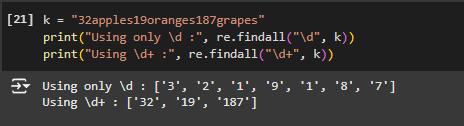 [21] k = "32apples19oranges187grapes"
print("Using only \d :", re.findall("\d", k))
print("Using \d+ :", re.findall("\d+", k))
Using only \d : ['3', '2', '1', '9', '1', '8', '7']
Using \d+ : ['32', '19', '187']